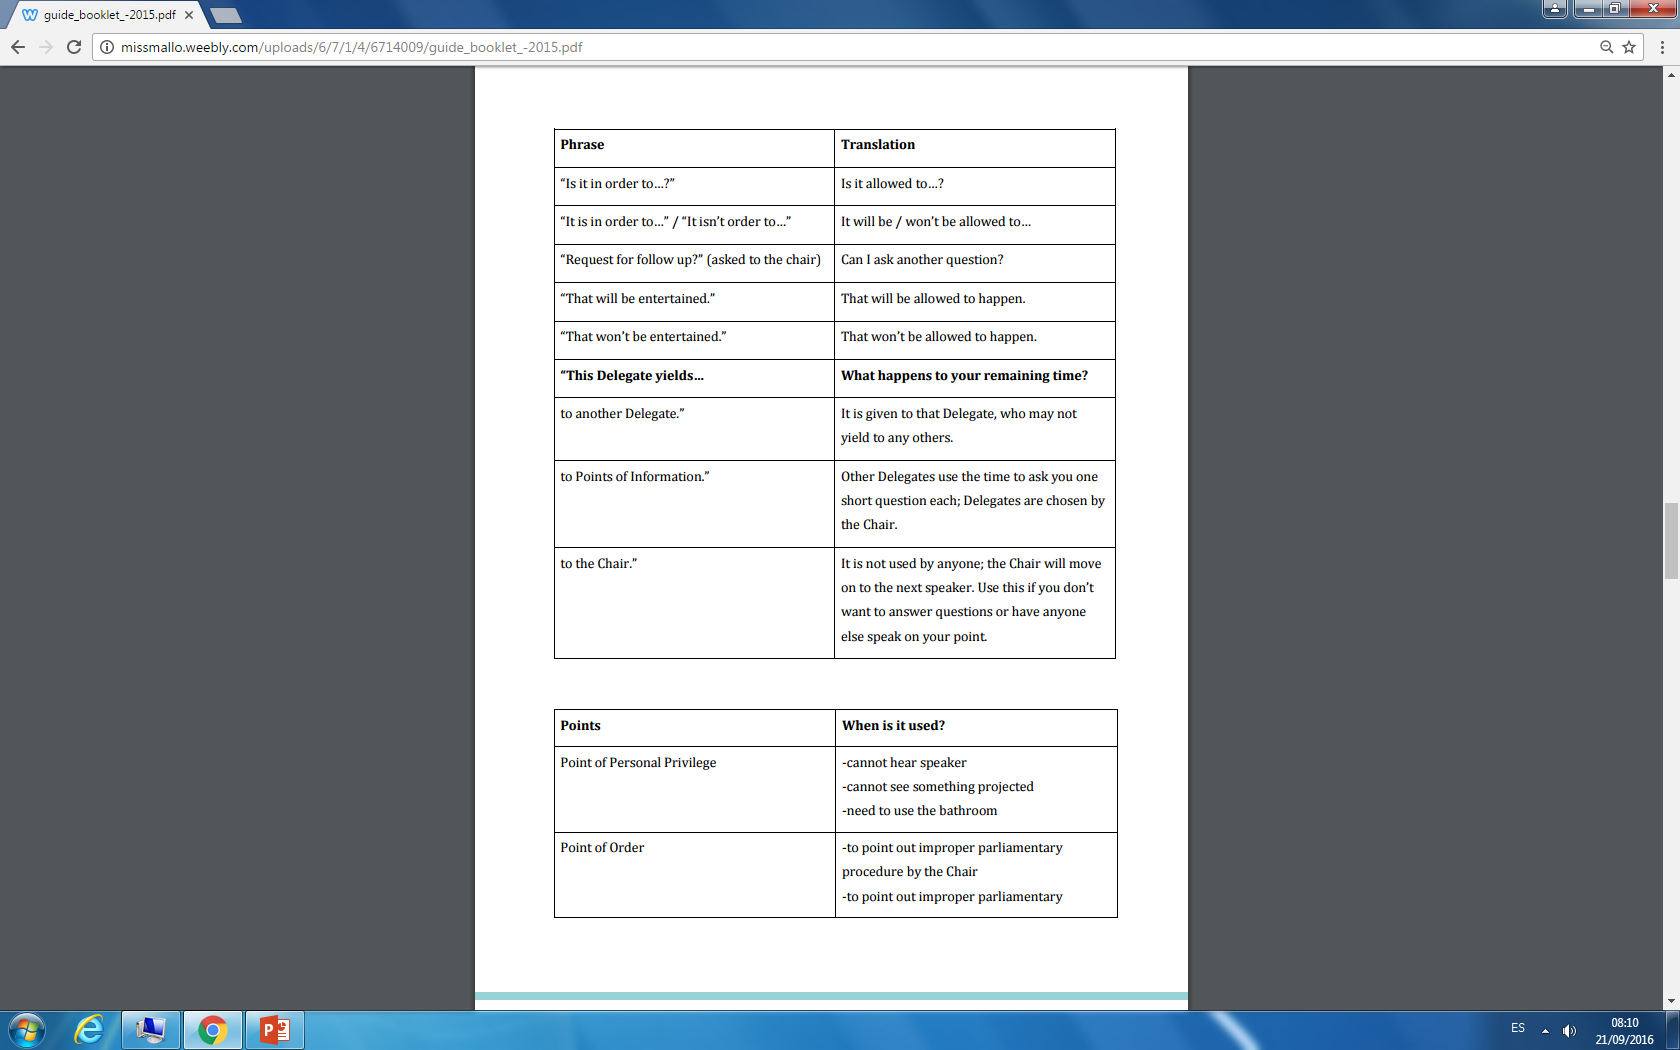 guide_booklet_-2015.pdf
missmallo.weebly.com/uploads/6/7/1/4/6714009/guide_booklet_-2015.pdf
Phrase Translation
“Is it in order to...?” Is it allowed to...?
“It is in order to...” / “It isn’t order to...” It will be / won’t be allowed to...
“Request for follow up?” (asked to the chair) Can I ask another question?
“That will be entertained.” That will be allowed to happen.
“That won’t be entertained.” That won’t be allowed to happen.
“This Delegate yields... What happens to your remaining time?
to another Delegate.” It is given to that Delegate, who may not
yield to any others.
to Points of Information.” Other Delegates use the time to ask you one
short question each; Delegates are chosen by
the Chair.
to the Chair.” It is not used by anyone; the Chair will move
on to the next speaker. Use this if you don’t
want to answer questions or have anyone
else speak on your point.
Points When is it used?
Point of Personal Privilege -cannot hear speaker
-cannot see something projected
-need to use the bathroom
Point of Order -to point out improper parliamentary
procedure by the Chair
-to point out improper parliamentary
ES 08:10
21/09/2016